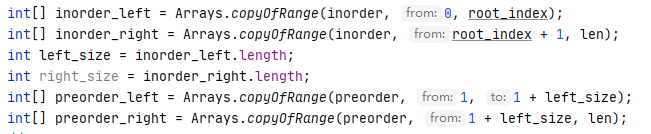 int[] inorder_left = Arrays.copyOfRange(inorder, from: 0, root_index);
int[] inorder_right = Arrays.copyOfRange(inorder, from: root_index + 1, len);
int left_size = inorder_left.length;
int right_size = inorder_right.length;
int[] preorder_left = Arrays.copyOfRange(preorder, from: 1, to: 1 + left_size);
int[] preorder_right = Arrays.copyOfRange(preorder, from: 1 + left_size, len);